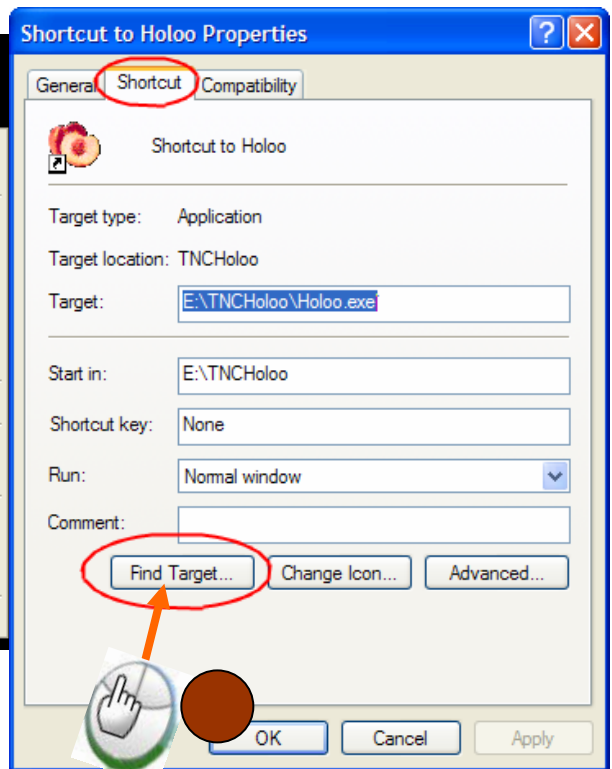 Shortcut to Holoo Properties
General Shortcut Compatibility
Shortcut to Holoo
Target type: Application
Target location: TNCHoloo
Target: E:\TNCHoloo\Holoo.exe
Start in: E:\TNCHoloo
Shortcut key: None
Run: Normal window
Comment:
Find Target... Change Icon... Advanced...
OK Cancel Apply